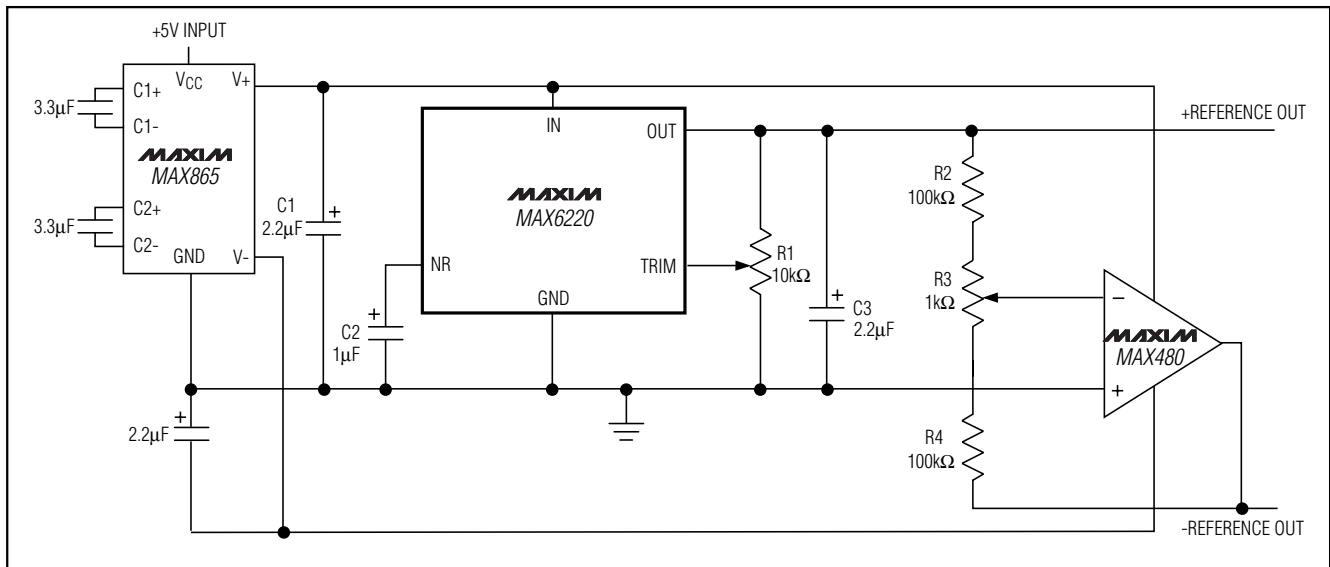 +5V INPUT
VCC
V+
C1+
3.3μF
C1-
MAXIM
MAX865
C2+
3.3μF
C2-
GND
V-
C1
+
2.2μF
IN
OUT
MAXIM
MAX6220
NR
TRIM
GND
+
C2
1μF
R1
10kΩ
+
C3
2.2μF
+REFERENCE OUT
R2
100kΩ
R3
1kΩ
−
MAXIM
MAX480
+
+
2.2μF
R4
100kΩ
-REFERENCE OUT